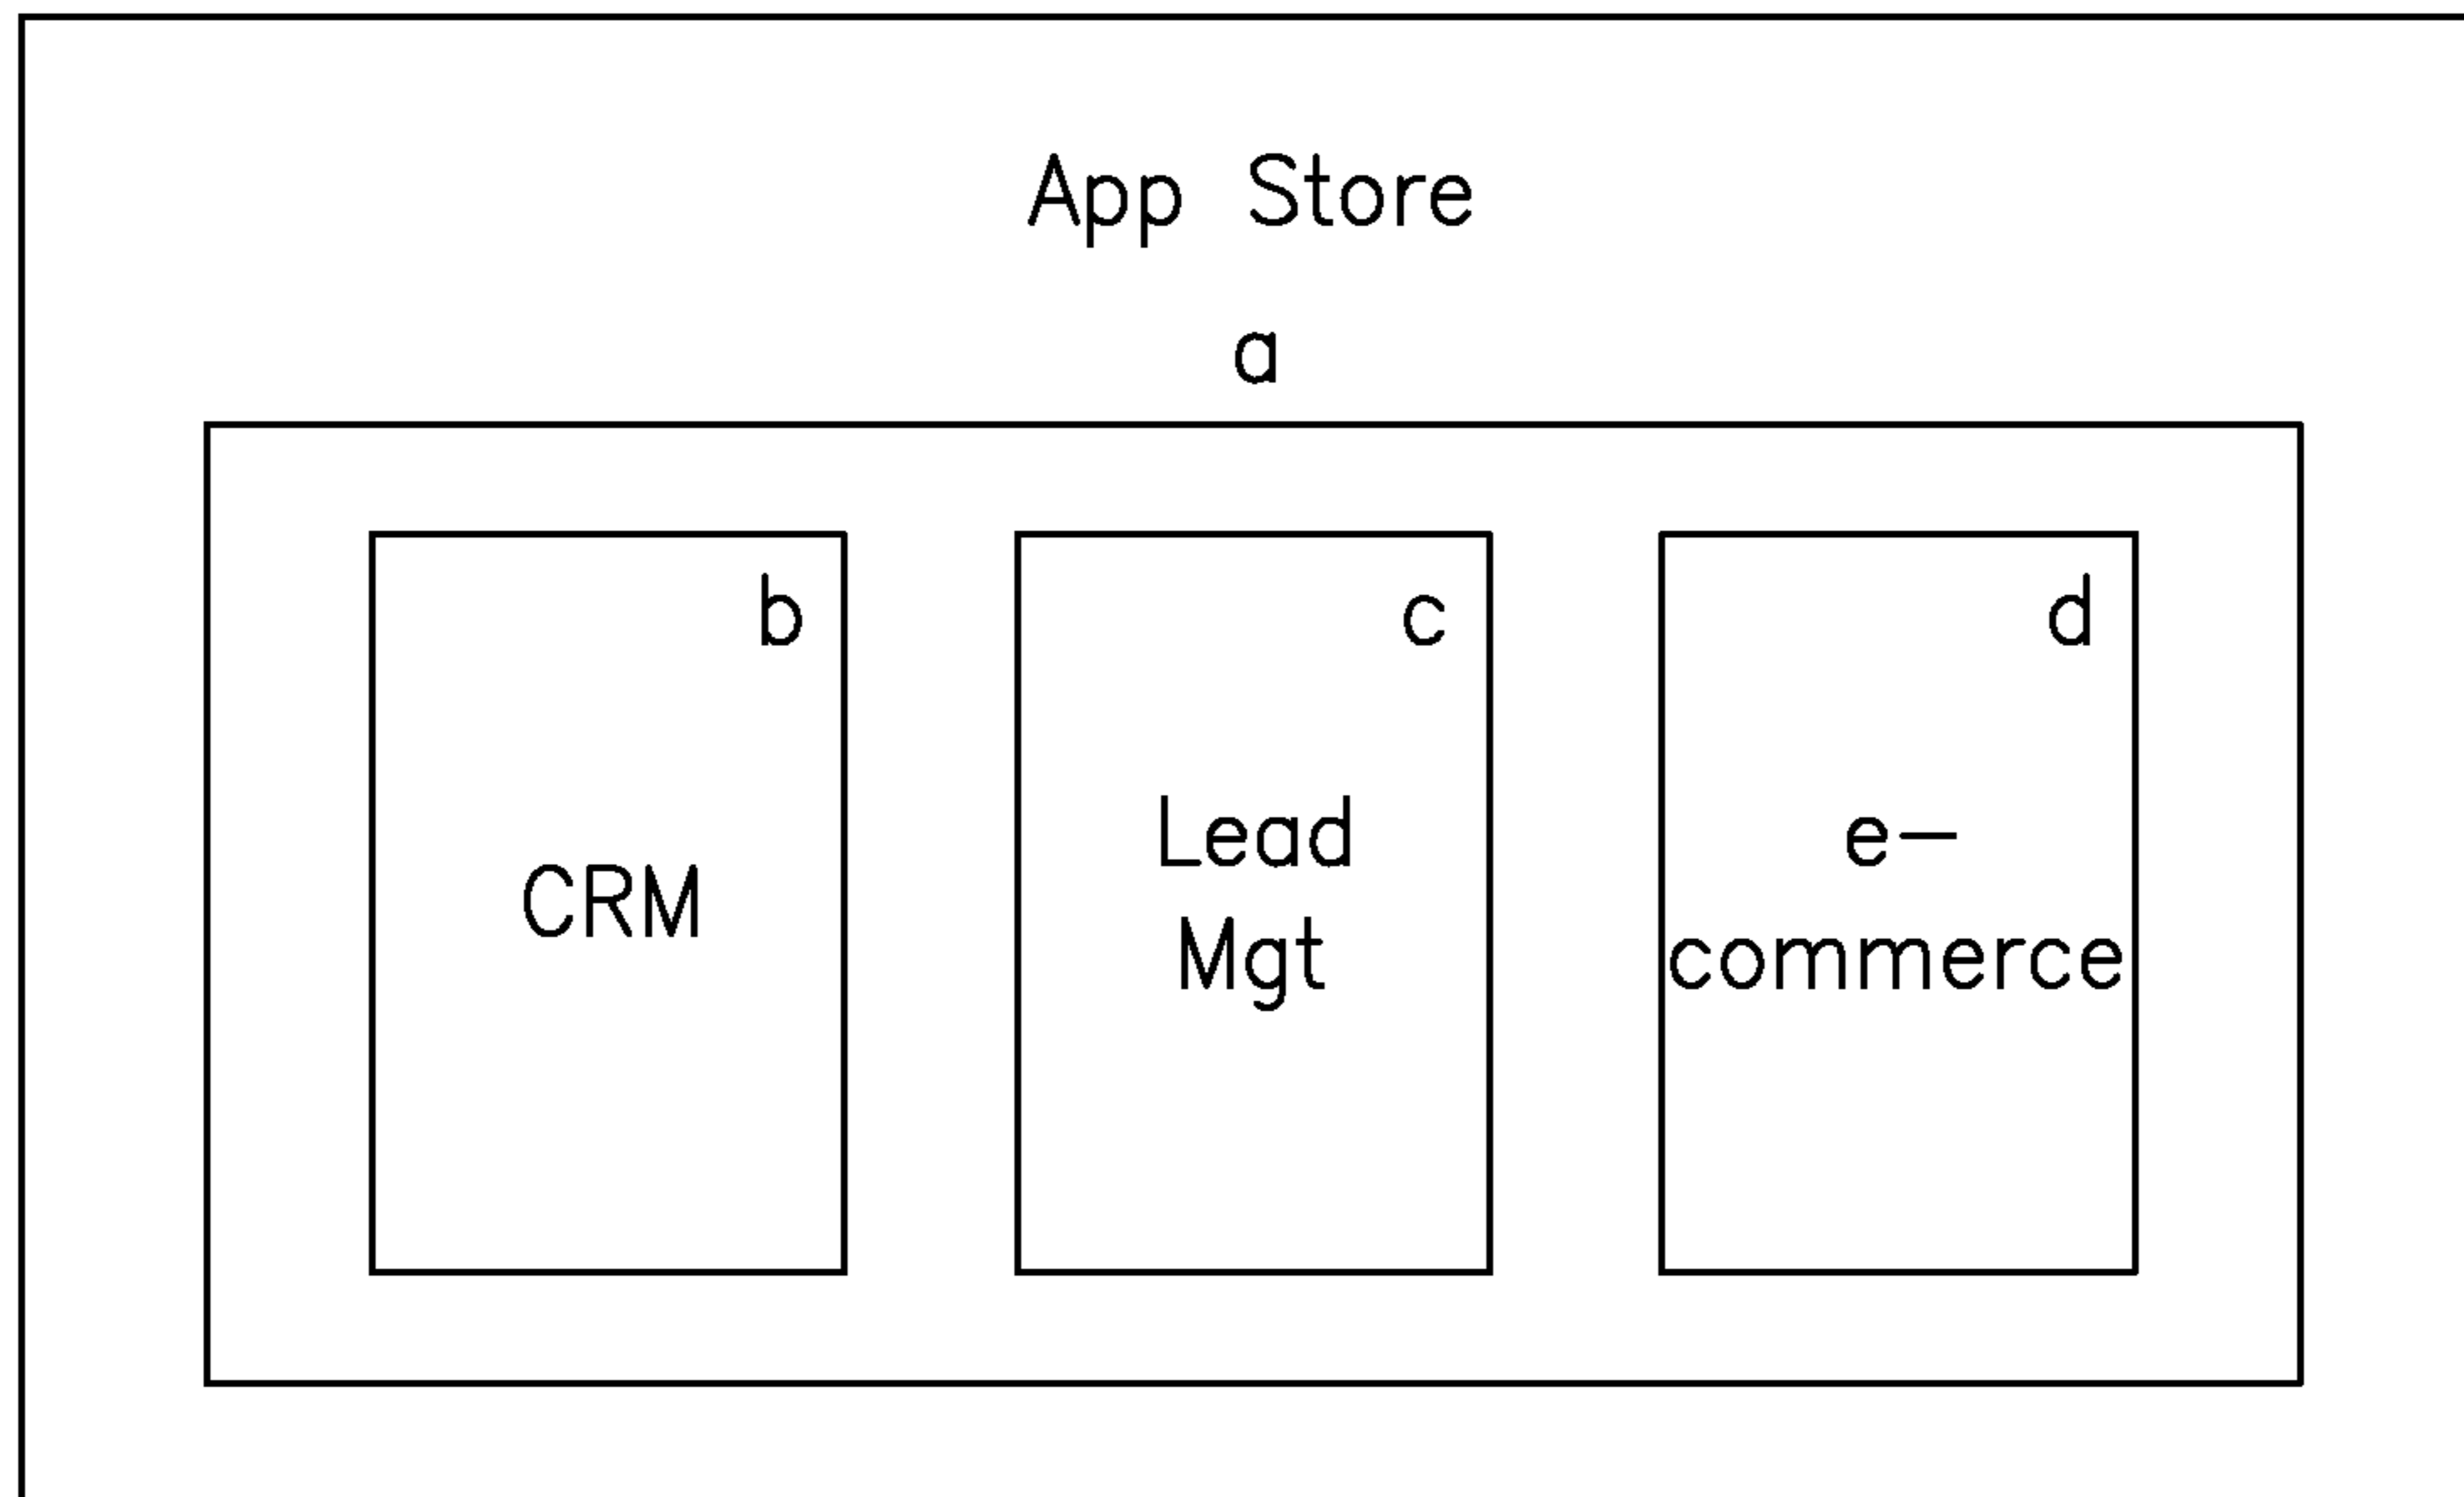 App Store
a
b
CRM
c
Lead
Mgt
d
e-
commerce